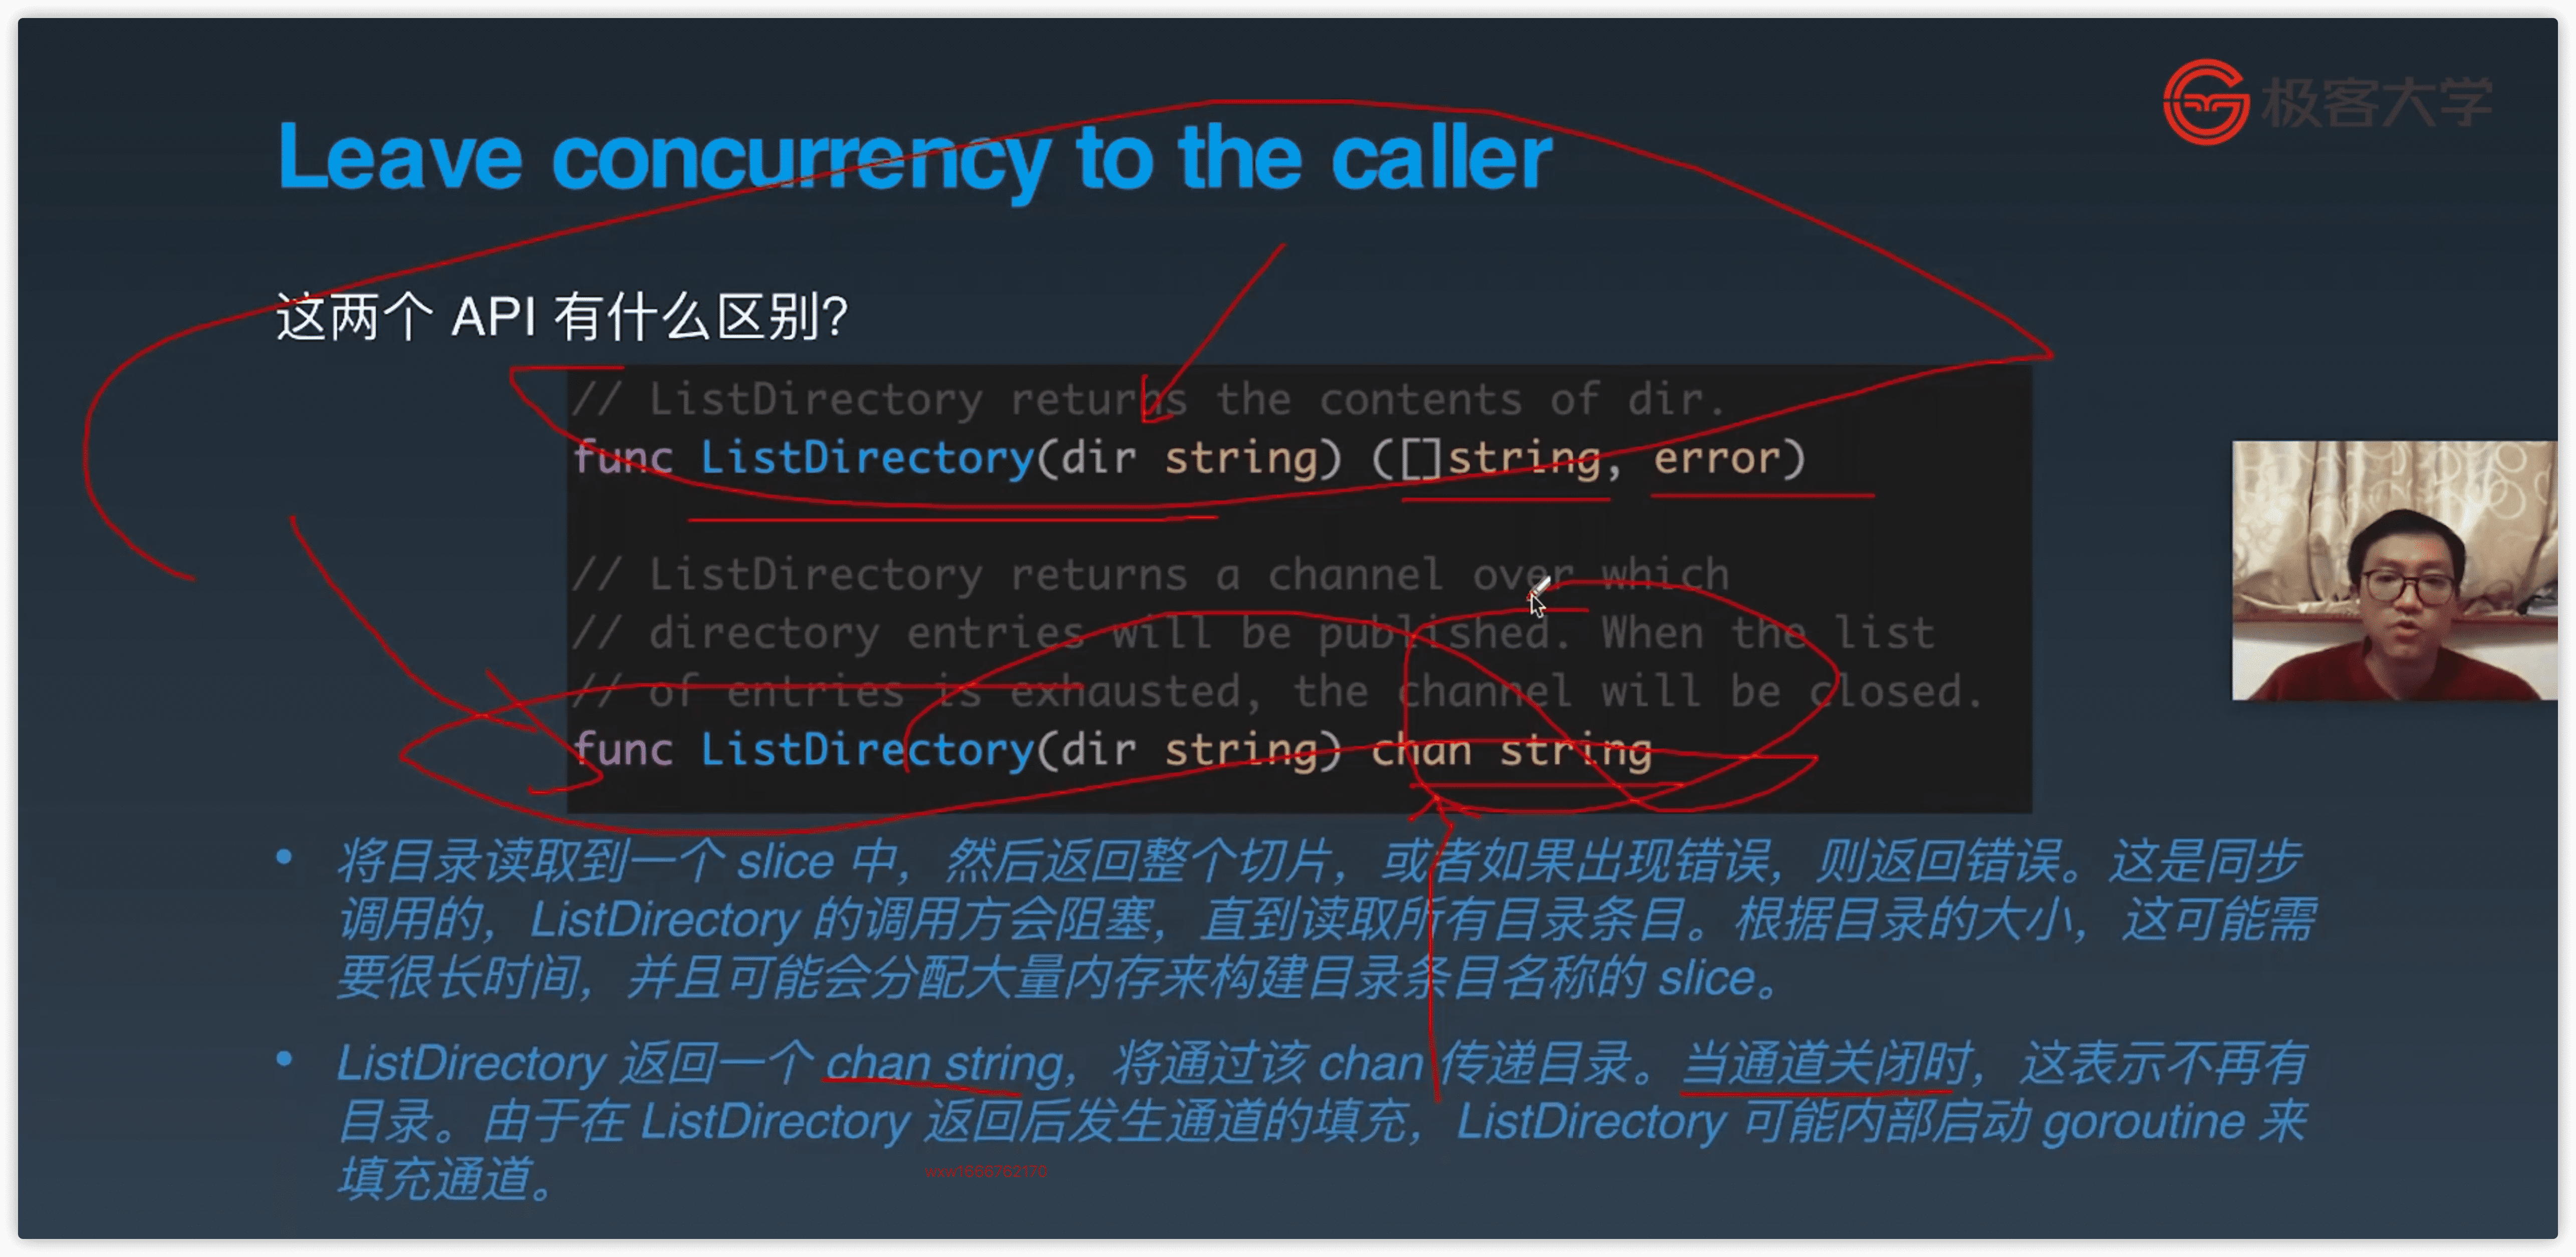 极客大学
Leave concurrency to the caller
这两个 API 有什么区别?
// ListDirectory returns the contents of dir.
func ListDirectory(dir string) ([]string, error)
// ListDirectory returns a channel over which
// directory entries will be published. When the list
// of entries is exhausted, the channel will be closed.
func ListDirectory(dir string) chan string
• 将目录读取到一个 slice 中，然后返回整个切片，或者如果出现错误，则返回错误。这是同步
调用的，ListDirectory 的调用方会阻塞，直到读取所有目录条目。根据目录的大小，这可能需
要很长时间，并且可能会分配大量内存来构建目录条目名称的 slice。
• ListDirectory 返回一个 chan string，将通过该 chan 传递目录。当通道关闭时，这表示不再有
目录。由于在 ListDirectory 返回后发生通道的填充，ListDirectory 可能内部启动 goroutine 来
填充通道。
wxw1666762170